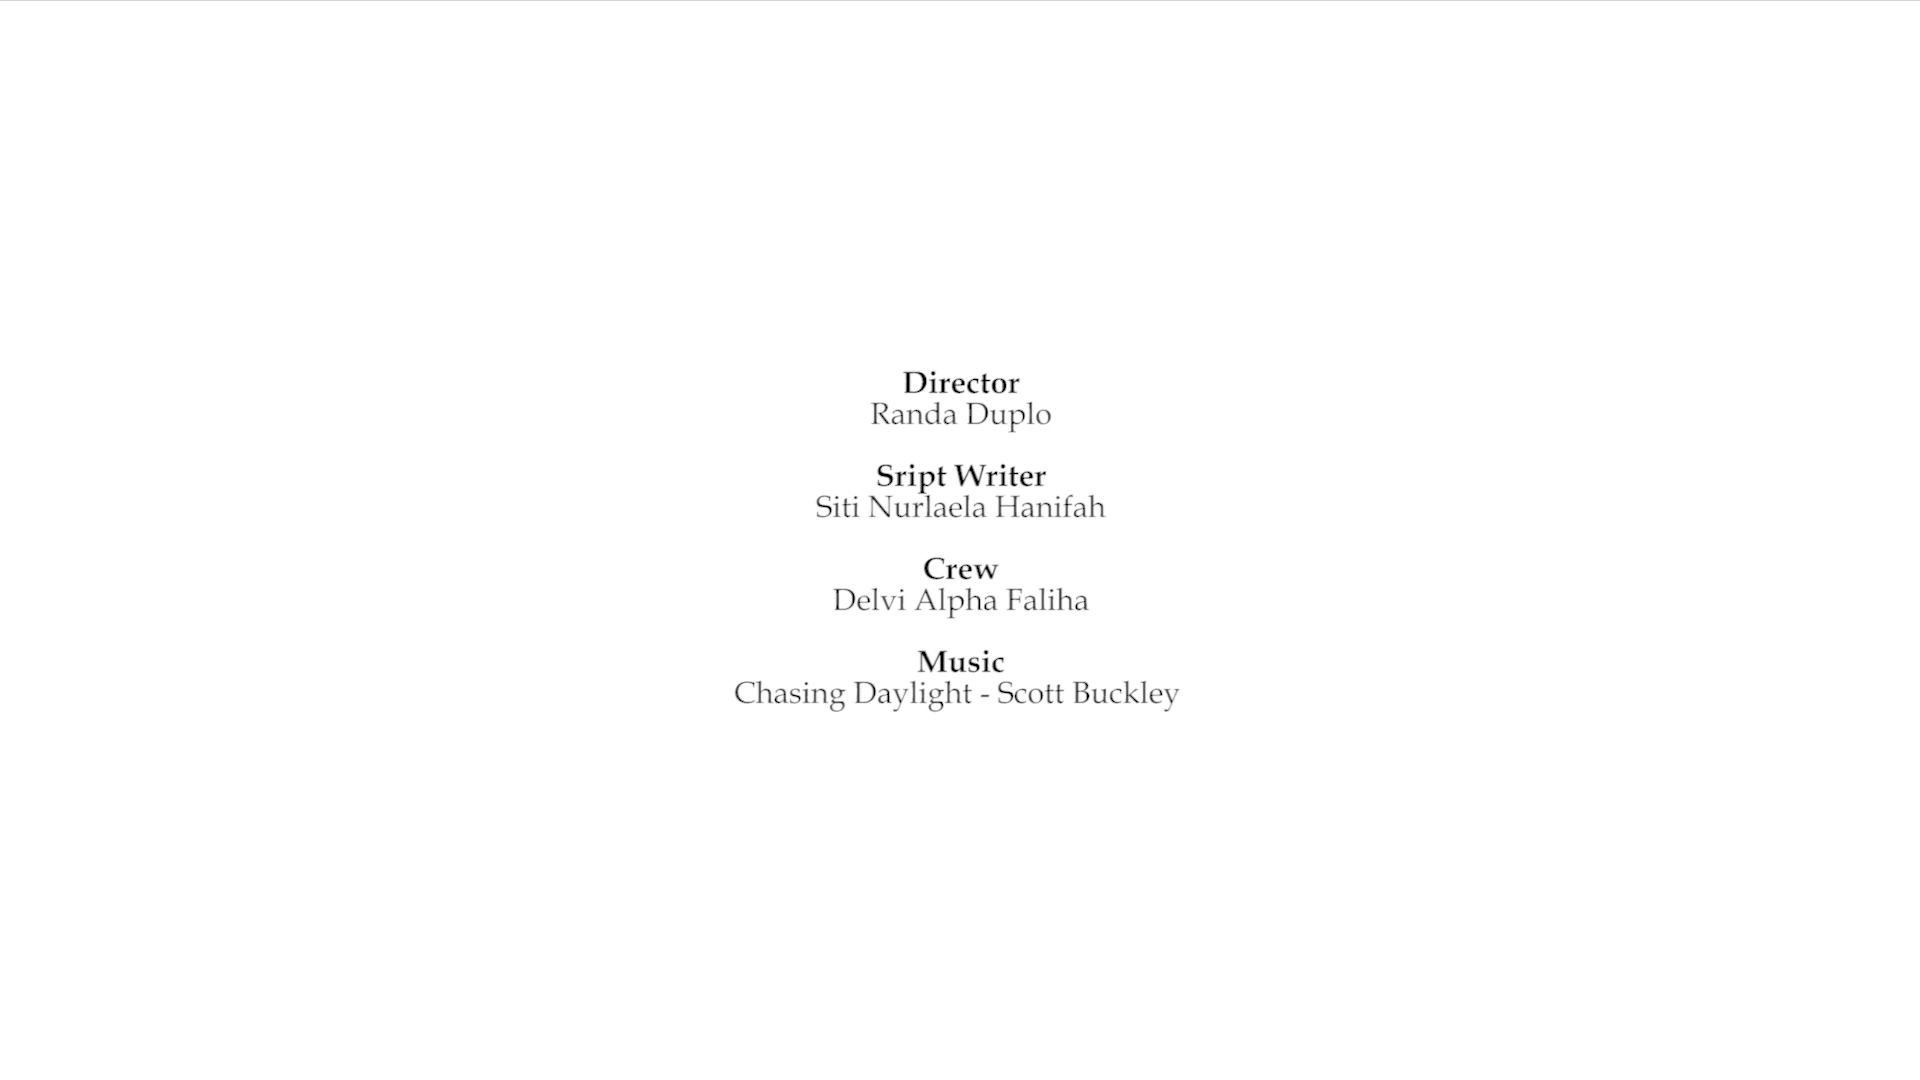 Director
Randa Duplo
Sript Writer
Siti Nurlaela Hanifah
Crew
Delvi Alpha Faliha
Music
Chasing Daylight - Scott Buckley